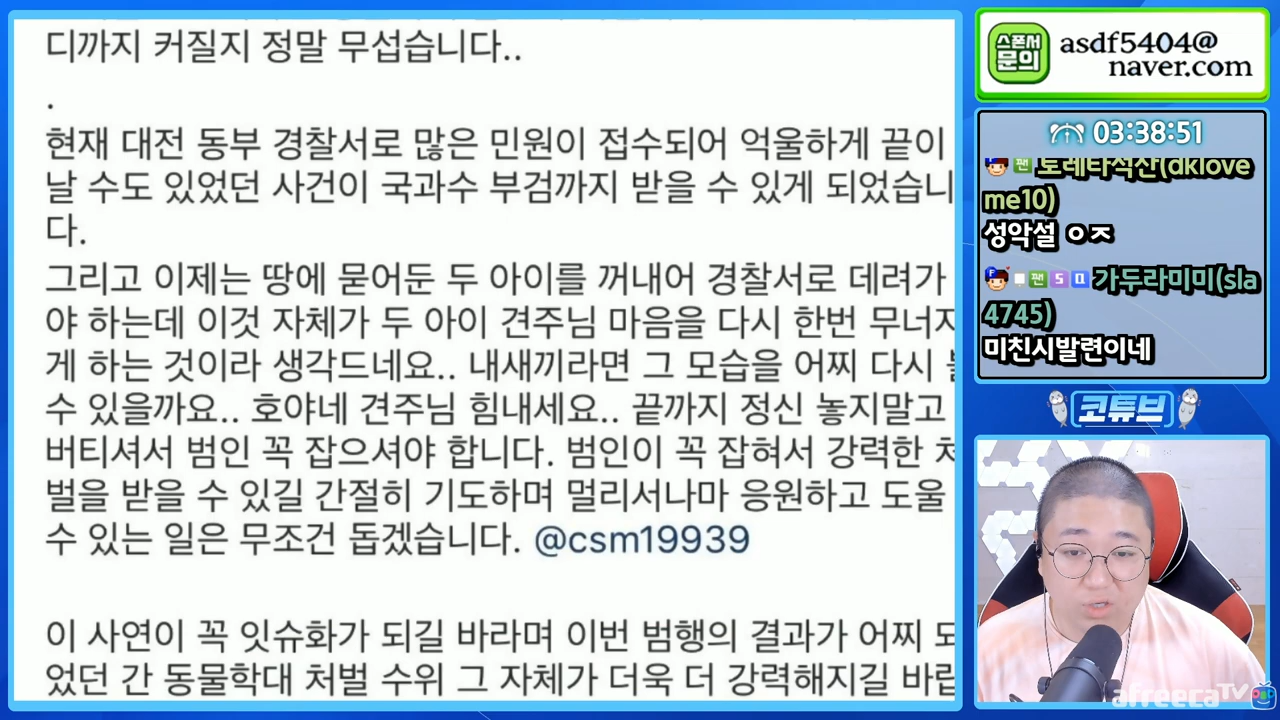 디까지 커질지 정말 무섭습니다..
.
현재 대전 동부 경찰서로 많은 민원이 접수되어 억울하게 끝이
날 수도 있었던 사건이 국과수 부검까지 받을 수 있게 되었습니
다.
그리고 이제는 땅에 묻어둔 두 아이를 꺼내어 경찰서로 데려가
야 하는데 이것 자체가 두 아이 견주님 마음을 다시 한번 무너지
게 하는 것이라 생각드네요.. 내새끼라면 그 모습을 어찌 다시
수 있을까요.. 호야네 견주님 힘내세요.. 끝까지 정신 놓지말고
버티셔서 범인 꼭 잡으셔야 합니다. 범인이 꼭 잡혀서 강력한 처
벌을 받을 수 있길 간절히 기도하며 멀리서나마 응원하고 도울
수 있는 일은 무조건 돕겠습니다. @csm19939
이 사연이 꼭 잇슈화가 되길 바라며 이번 범행의 결과가 어찌 되
었던 간 동물학대 처벌 수위 그 자체가 더욱 더 강력해지길 바랍
스폰서
문의
asdf5404@
naver.com
03:38:51
팬 토레타적산(dklove
me10)
성악설 ㅇㅈ
팬 가두라미미(sla
4745)
미친시발련이네
코튜브
afreecaTV